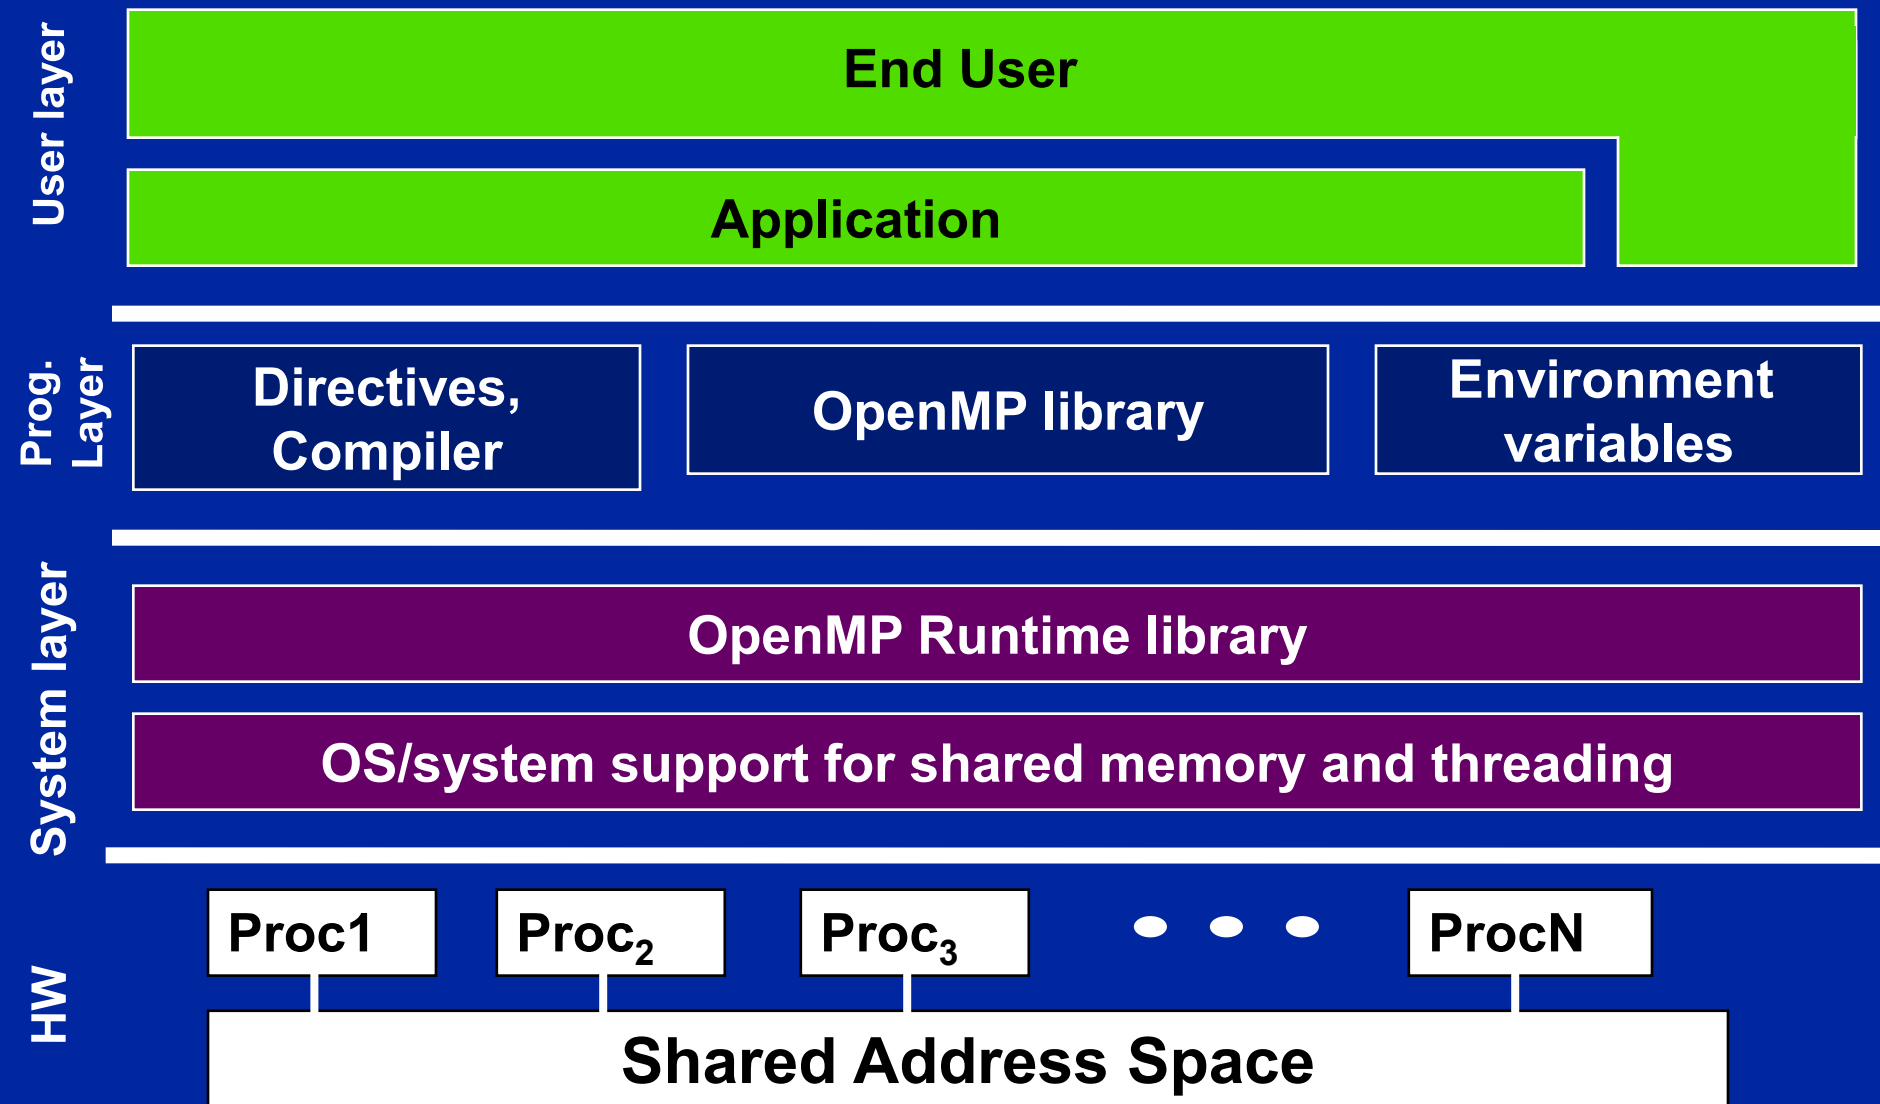 User layer
End User
Application
Prog.
Layer
Directives,
Compiler
OpenMP library
Environment
variables
System layer
OpenMP Runtime library
OS/system support for shared memory and threading
HW
Proc1
Proc₂
Proc₃
ProcN
Shared Address Space